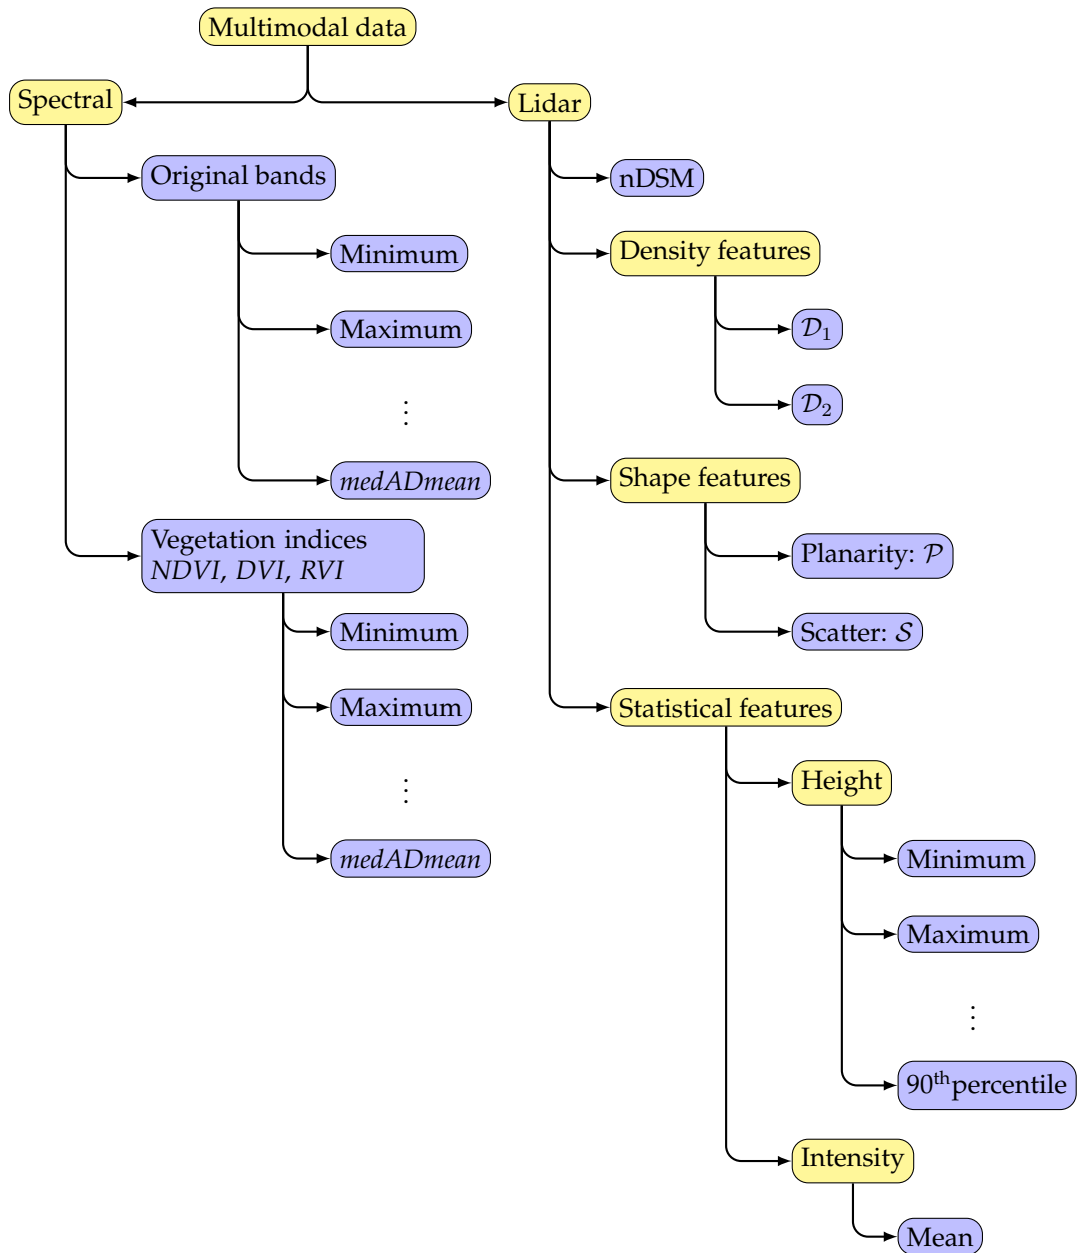 Multimodal data
Spectral
Original bands
Minimum
Maximum
⋮
medADmean
Vegetation indices
NDVI, DVI, RVI
Minimum
Maximum
⋮
medADmean
Lidar
nDSM
Density features
𝒟₁
𝒟₂
Shape features
Planarity: 𝒫
Scatter: 𝒮
Statistical features
Height
Minimum
Maximum
⋮
90ᵗʰpercentile
Intensity
Mean